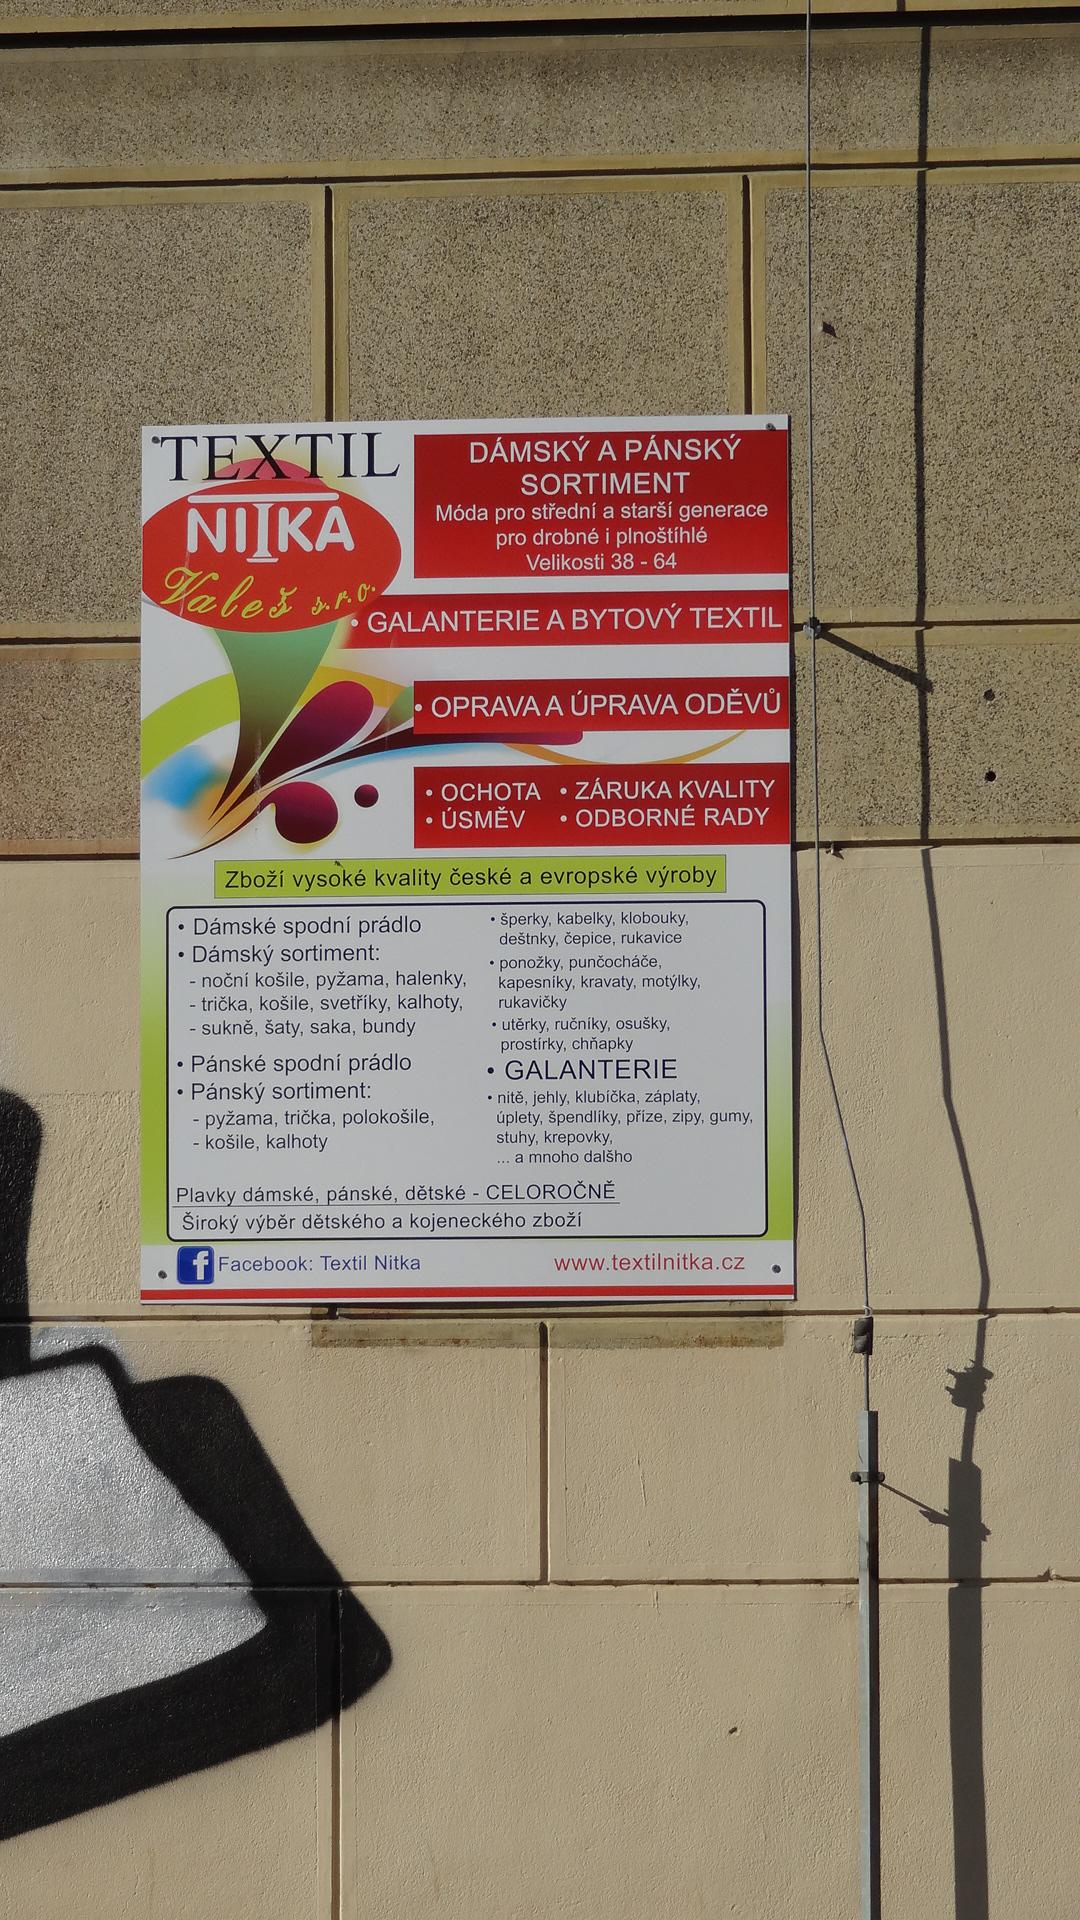 TEXTIL
NITKA
Valeš s.r.o.
DÁMSKÝ A PÁNSKÝ
SORTIMENT
Móda pro střední a starší generace
pro drobné i plnoštíhlé
Velikosti 38 - 64
• GALANTERIE A BYTOVÝ TEXTIL
• OPRAVA A ÚPRAVA ODĚVŮ
• OCHOTA • ZÁRUKA KVALITY
• ÚSMĚV • ODBORNÉ RADY
Zboží vysoké kvality české a evropské výroby
• Dámské spodní prádlo
• Dámský sortiment:
- noční košile, pyžama, halenky,
- trička, košile, svetříky, kalhoty,
- sukně, šaty, saka, bundy
• Pánské spodní prádlo
• Pánský sortiment:
- pyžama, trička, polokošile,
- košile, kalhoty
• šperky, kabelky, klobouky,
deštnky, čepice, rukavice
• ponožky, punčocháče,
kapesníky, kravaty, motýlky,
rukavičky
• utěrky, ručníky, osušky,
prostírky, chňapky
• GALANTERIE
• nitě, jehly, klubíčka, záplaty,
úplety, špendlíky, příze, zipy, gumy,
stuhy, krepovky,
... a mnoho dalšho
Plavky dámské, pánské, dětské - CELOROČNĚ
Široký výběr dětského a kojeneckého zboží
f Facebook: Textil Nitka
www.textilnitka.cz